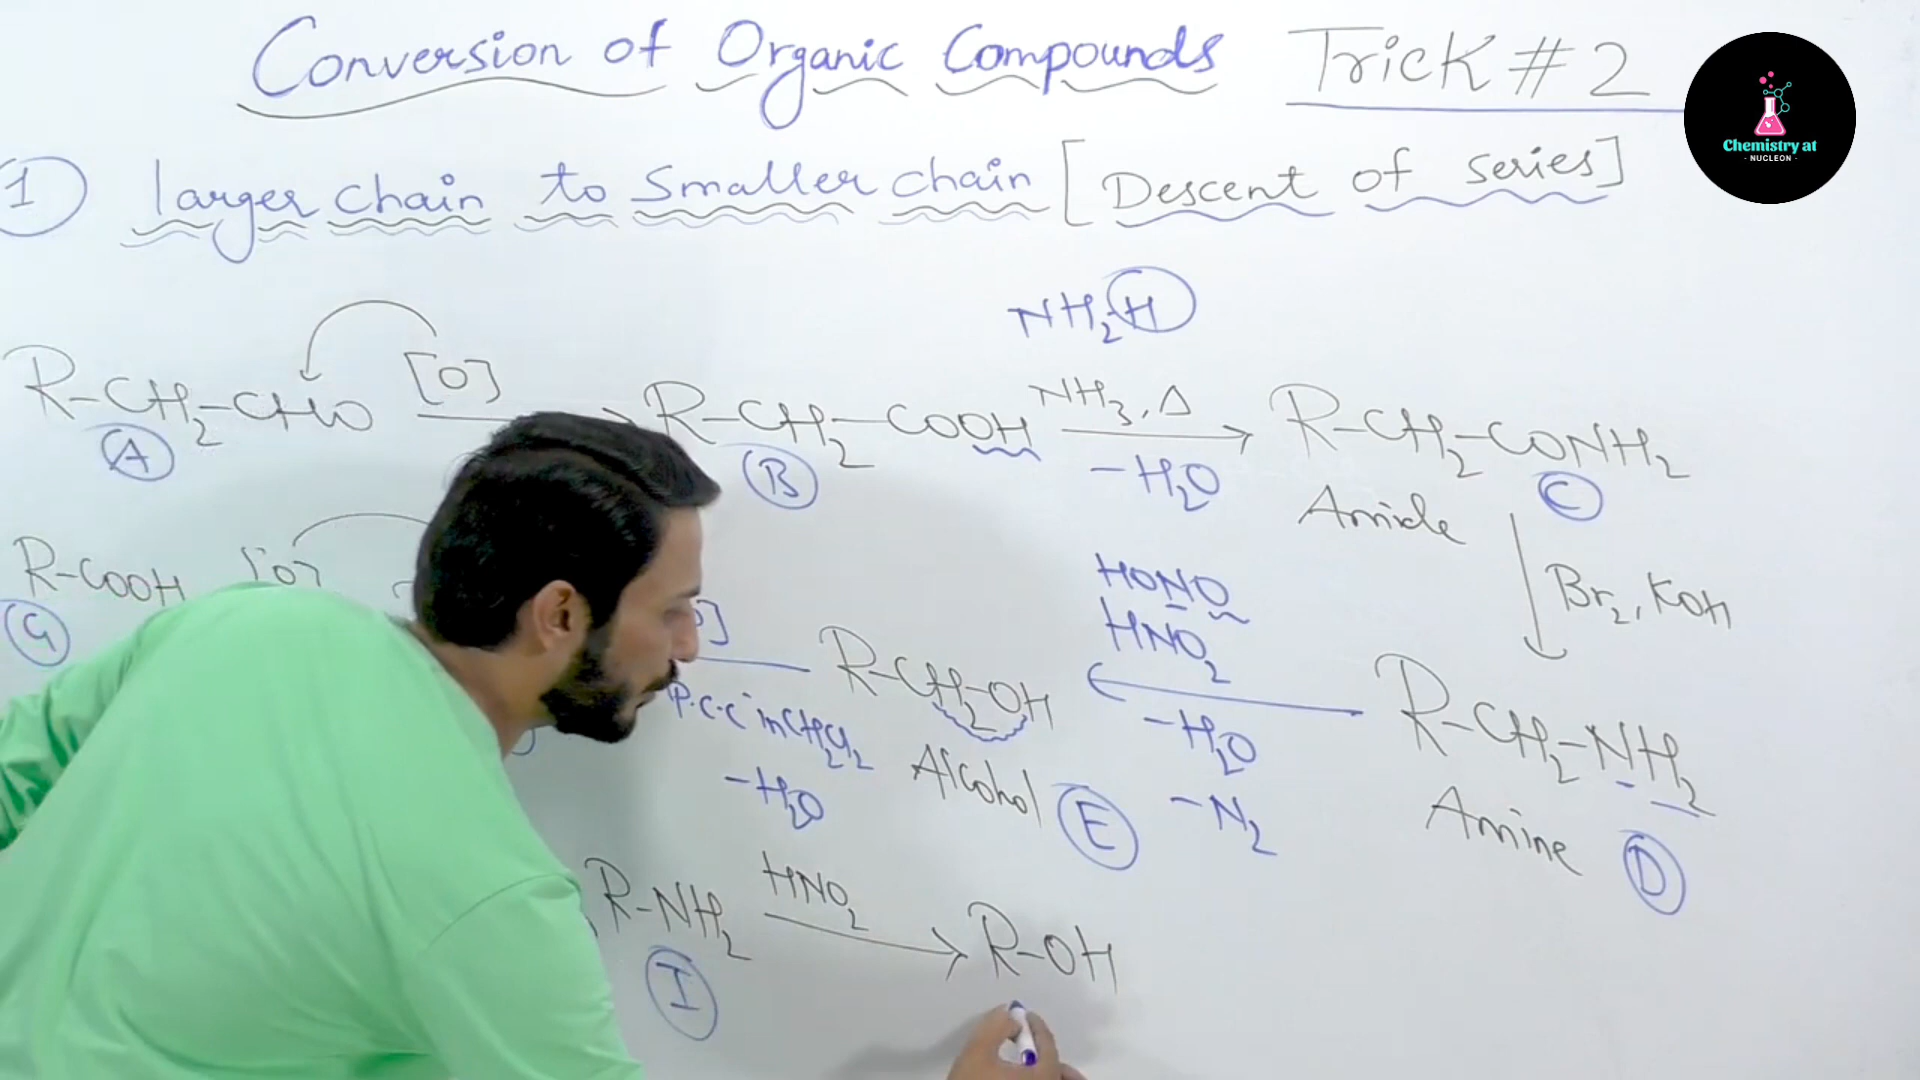 Conversion of Organic Compounds Trick #2
Chemistry at
- NUCLEON -
1 larger chain to Smaller chain [Descent of series]
NH2H
R-CH2-CHO [O] R-CH2-COOH NH3, Δ R-CH2-CONH2
A B -H2O C
Amide
R-COOH [O] HONO Br2, KOH
G HNO2
R-CH2-OH R-CH2-NH2
P.C.C in CH2Cl2 -H2O
-H2O Alcohol E -N2 Amine D
R-NH2 HNO2 R-OH
I